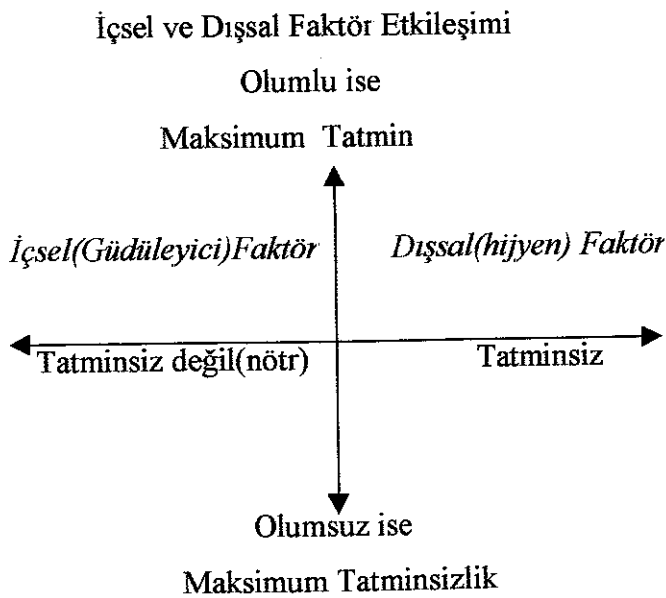 İçsel ve Dışsal Faktör Etkileşimi
Olumlu ise
Maksimum Tatmin
İçsel(Güdüleyici)Faktör Dışsal(hijyen) Faktör
Tatminsiz değil(nötr) Tatminsiz
Olumsuz ise
Maksimum Tatminsizlik